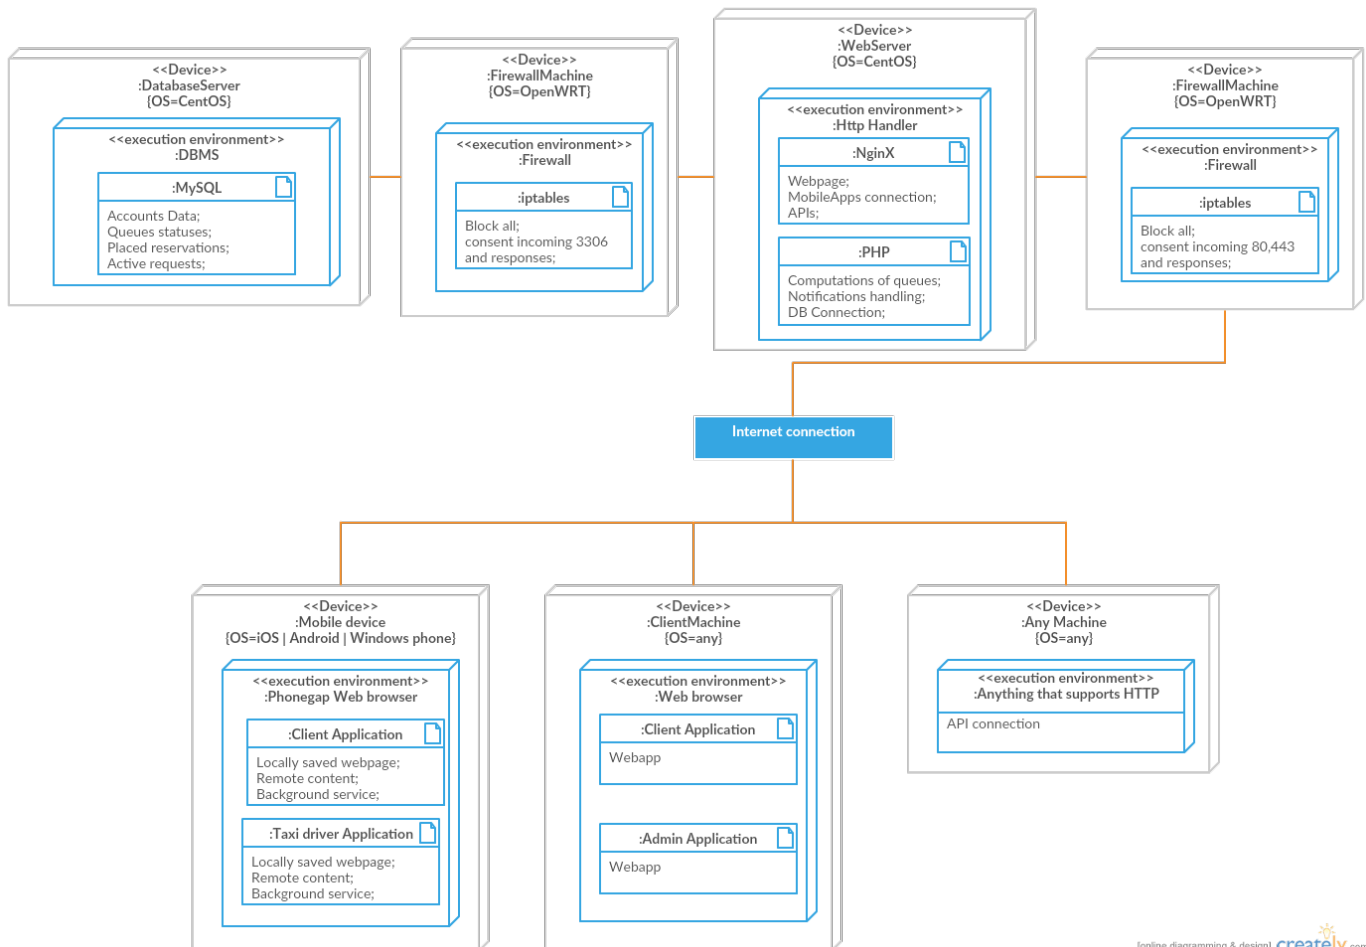 <<Device>>
:DatabaseServer
{OS=CentOS}
<<execution environment>>
:DBMS
:MySQL
Accounts Data;
Queues statuses;
Placed reservations;
Active requests;
<<Device>>
:FirewallMachine
{OS=OpenWRT}
<<execution environment>>
:Firewall
:iptables
Block all;
consent incoming 3306
and responses;
<<Device>>
:WebServer
{OS=CentOS}
<<execution environment>>
:Http Handler
:NginX
Webpage;
MobileApps connection;
APIs;
:PHP
Computations of queues;
Notifications handling;
DB Connection;
<<Device>>
:FirewallMachine
{OS=OpenWRT}
<<execution environment>>
:Firewall
:iptables
Block all;
consent incoming 80,443
and responses;
Internet connection
<<Device>>
:Mobile device
{OS=iOS | Android | Windows phone}
<<execution environment>>
:Phonegap Web browser
:Client Application
Locally saved webpage;
Remote content;
Background service;
:Taxi driver Application
Locally saved webpage;
Remote content;
Background service;
<<Device>>
:ClientMachine
{OS=any}
<<execution environment>>
:Web browser
:Client Application
Webapp
:Admin Application
Webapp
<<Device>>
:Any Machine
{OS=any}
<<execution environment>>
:Anything that supports HTTP
API connection
[online diagramming & design] creately.com